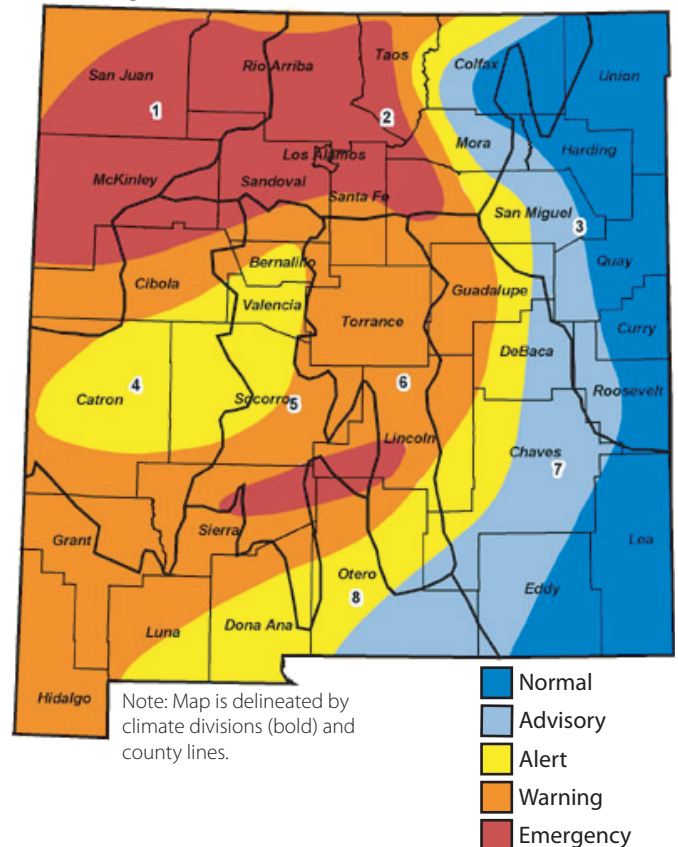 Taos
San Juan
Rio Arriba
Colfax
Union
1
2
Mora
Harding
Los Alamos
McKinley
Sandoval
Santa Fe
San Miguel
3
Bernalillo
Quay
Cibola
Guadalupe
Valencia
Torrance
Curry
DeBaca
4
6
Roosevelt
Catron
Socorro
5
Lincoln
Chaves
7
Sierra
Grant
Lea
Otero
Eddy
8
Luna
Dona Ana
Hidalgo
Note: Map is delineated by
climate divisions (bold) and
county lines.
Normal
Advisory
Alert
Warning
Emergency